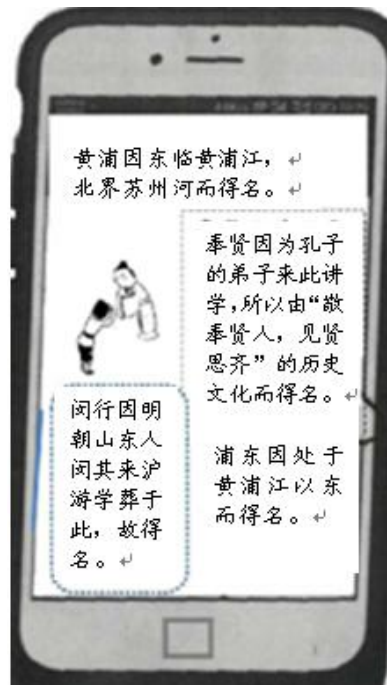 黄浦因东临黄浦江，
北界苏州河而得名。
奉贤因为孔子
的弟子来此讲
学，所以由“敬
奉贤人，见贤
思齐”的历史
文化而得名。
闵行因明
朝山东人
闵其来沪
游学葬于
此，故得
名。
浦东因处于
黄浦江以东
而得名。